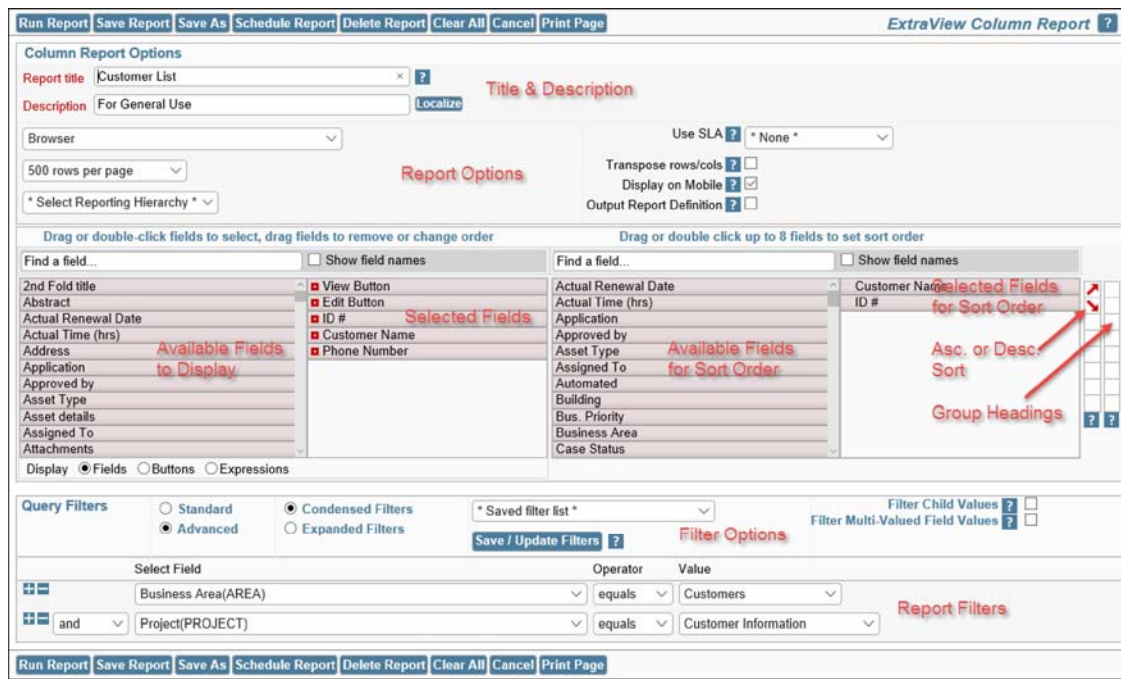 Run Report Save Report Save As Schedule Report Delete Report Clear All Cancel Print Page ExtraView Column Report ?
Column Report Options
Report title Customer List × ?
Title & Description
Description For General Use Localize
Browser
Use SLA ? * None *
500 rows per page
Report Options
Transpose rows/cols ?
Display on Mobile ?
* Select Reporting Hierarchy *
Output Report Definition ?
Drag or double-click fields to select, drag fields to remove or change order
Find a field... Show field names
2nd Fold title
Abstract
Actual Renewal Date
Actual Time (hrs)
Address
Application
Approved by
Asset Type
Asset details
Assigned To
Attachments
Available Fields
to Display
View Button
Edit Button
ID #
Customer Name
Phone Number
Selected Fields
Display Fields Buttons Expressions
Drag or double click up to 8 fields to set sort order
Find a field... Show field names
Actual Renewal Date
Actual Time (hrs)
Application
Approved by
Asset Type
Assigned To
Automated
Building
Bus. Priority
Business Area
Case Status
Available Fields
for Sort Order
Customer Name
ID #
Selected Fields
for Sort Order
Asc. or Desc.
Sort
Group Headings
? ?
Query Filters
Standard
Advanced
Condensed Filters
Expanded Filters
* Saved filter list *
Save / Update Filters ?
Filter Options
Filter Child Values ?
Filter Multi-Valued Field Values ?
Select Field Operator Value
Business Area(AREA) equals Customers
and Project(PROJECT) equals Customer Information
Report Filters
Run Report Save Report Save As Schedule Report Delete Report Clear All Cancel Print Page